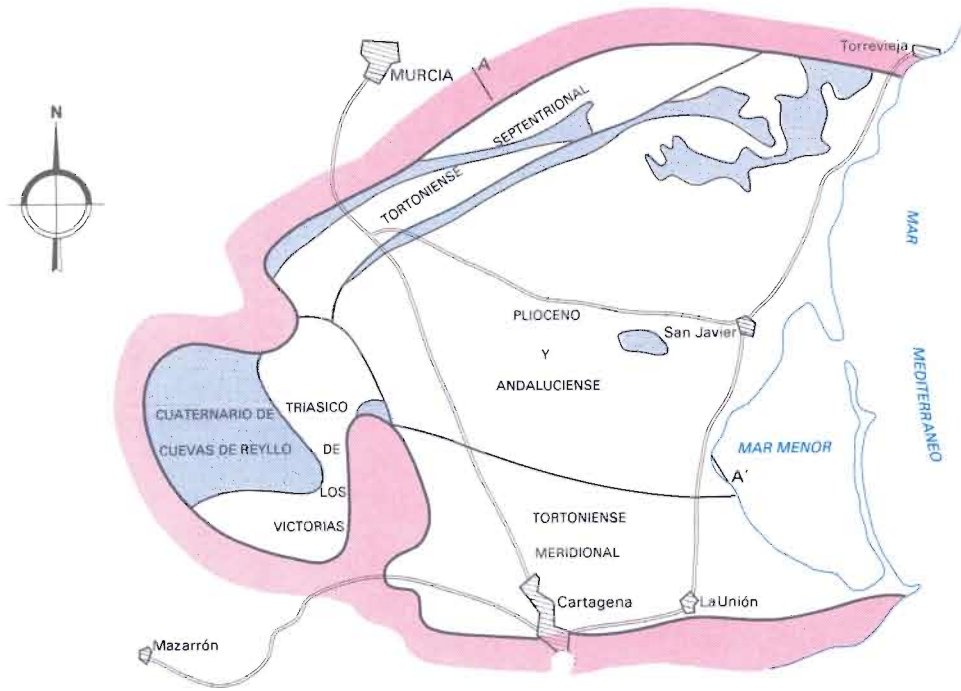 Torrevieja
MURCIA
A
N
SEPTENTRIONAL
TORTONIENSE
MAR
MEDITERRANEO
PLIOCENO
Y
ANDALUCIENSE
San Javier
CUATERNARIO DE
CUEVAS DE REYLLO
TRIASICO
DE
LOS
VICTORIAS
MAR MENOR
A´
TORTONIENSE
MERIDIONAL
Cartagena
La Unión
Mazarrón